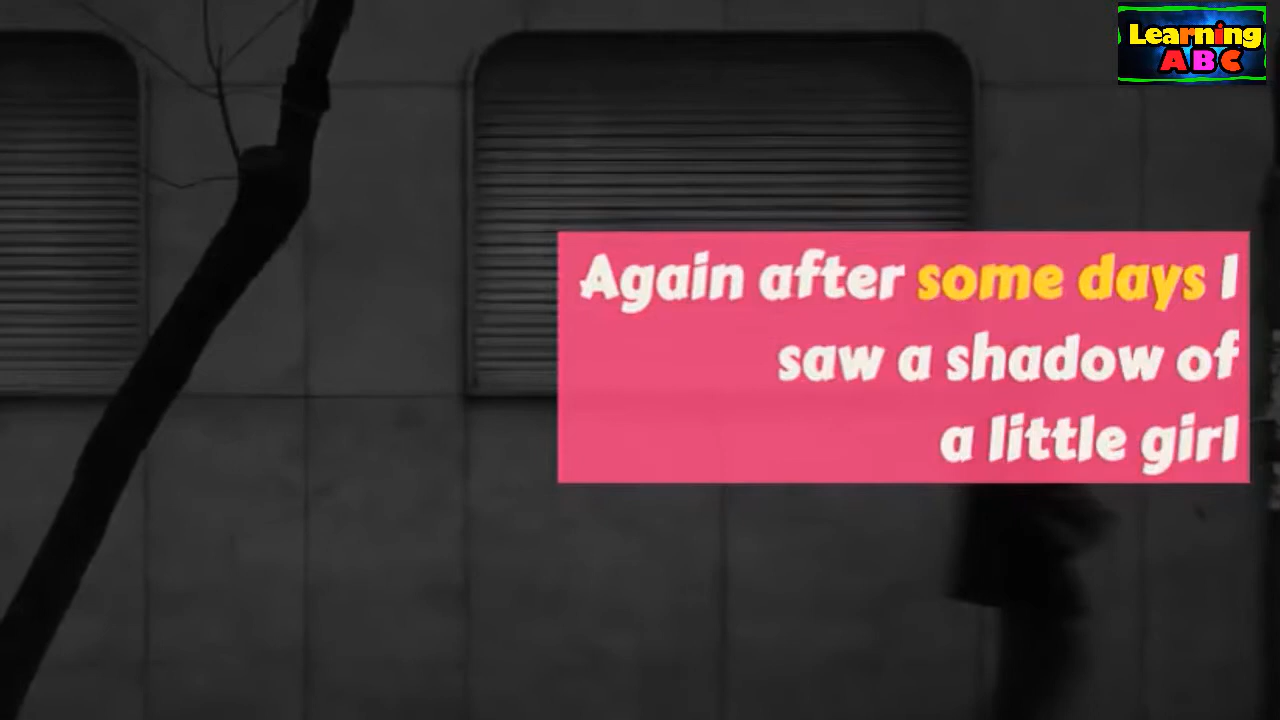 Learning
ABC
Again after some days I
saw a shadow of
a little girl